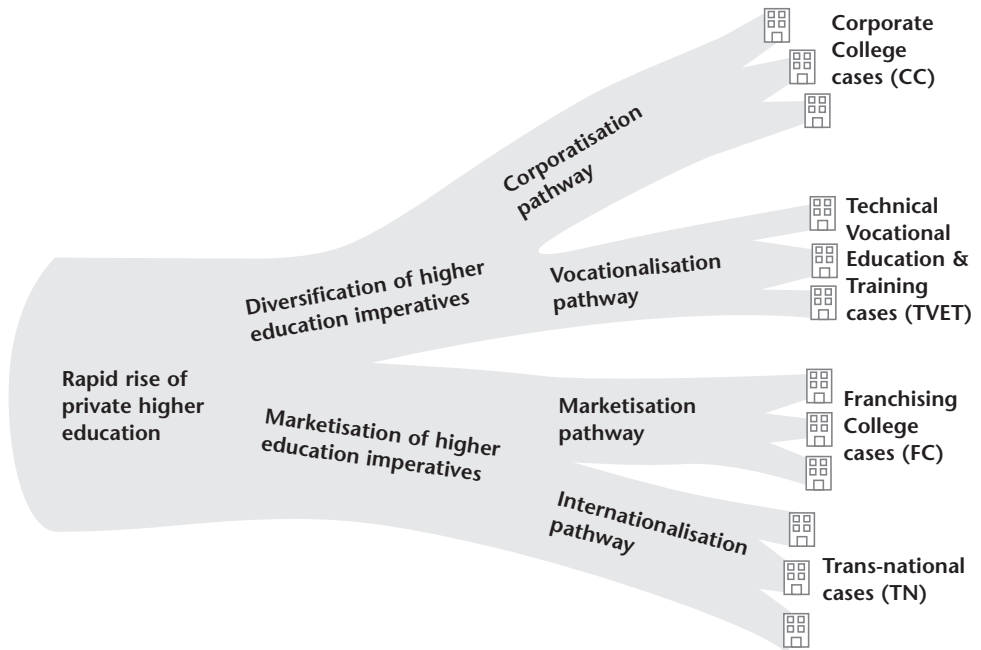 Rapid rise of
private higher
education
Diversification of higher
education imperatives
Marketisation of higher
education imperatives
Corporatisation
pathway
Vocationalisation
pathway
Marketisation
pathway
Internationalisation
pathway
Corporate
College
cases (CC)
Technical
Vocational
Education &
Training
cases (TVET)
Franchising
College
cases (FC)
Trans-national
cases (TN)